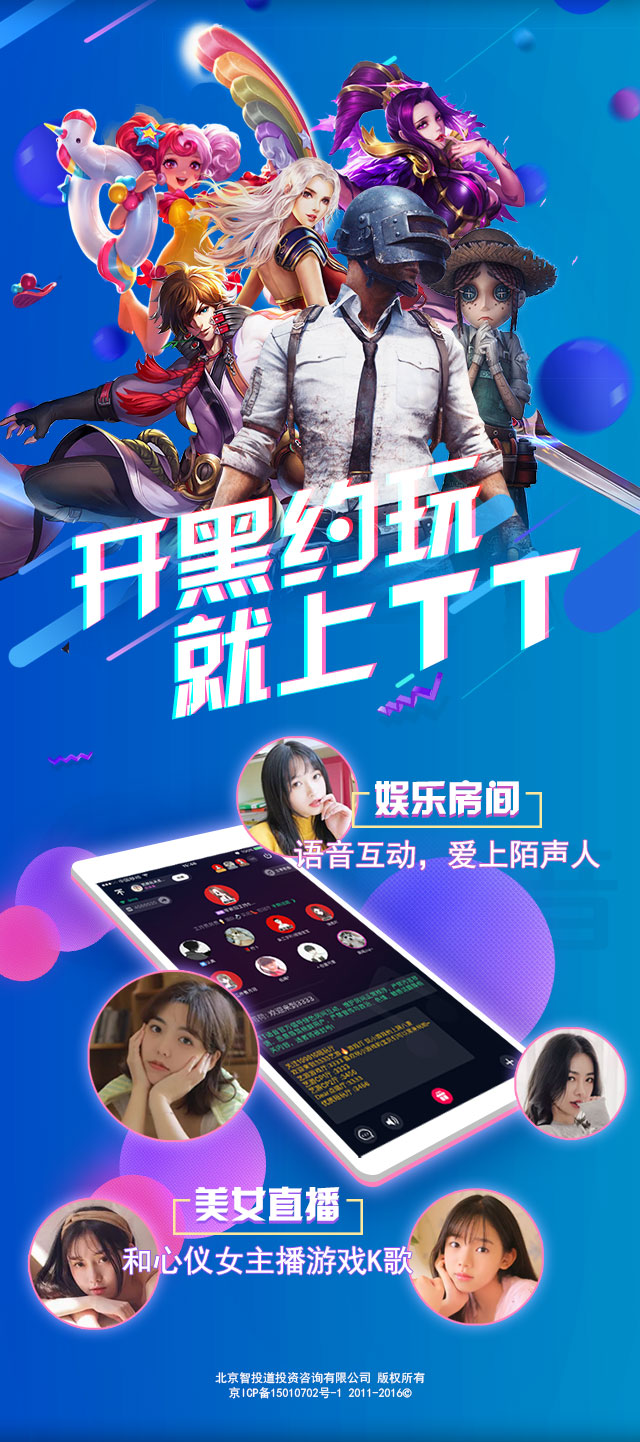 开黑约玩
就上TT
娱乐房间
语音互动，爱上陌声人
美女直播
和心仪女主播游戏K歌
北京智投道投资咨询有限公司 版权所有
京ICP备15010702号-1 2011-2016©